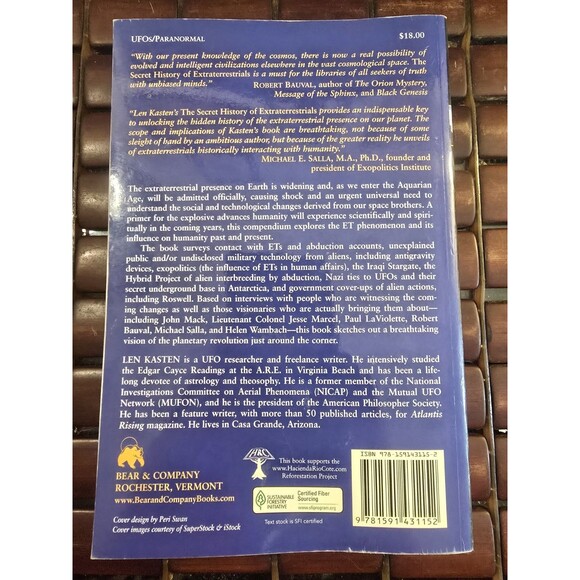 UFOs/Paranormal
$18.00
"With our present knowledge of the cosmos, there is now a real possibility of
evolved and intelligent civilizations elsewhere in the vast cosmological space. The
Secret History of Extraterrestrials is a must for the libraries of all seekers of truth
with unbiased minds."
Robert Bauval, author of The Orion Mystery,
Message of the Sphinx, and Black Genesis
"Len Kasten's The Secret History of Extraterrestrials provides an indispensable key
to unlocking the hidden history of the extraterrestrial presence on our planet. The
scope and implications of Kasten's book are breathtaking, not because of some
sleight of hand by an ambitious author, but because of the greater reality he unveils
of extraterrestrials historically interacting with humanity."
Michael E. Salla, M.A., Ph.D., founder and
president of Exopolitics Institute
The extraterrestrial presence on Earth is widening and, as we enter the Aquarian
Age, will be admitted officially, causing shock and an urgent universal need to
understand the social and technological changes derived from our space brothers. A
primer for the explosive advances humanity will experience scientifically and spiri-
tually in the coming years, this compendium explores the ET phenomenon and its
influence on humanity past and present.
The book surveys contact with ETs and abduction accounts, unexplained
public and/or undisclosed military technology from aliens, including antigravity
devices, exopolitics (the influence of ETs in human affairs), the Iraqi Stargate, the
Hybrid Project of alien interbreeding by abduction, Nazi ties to UFOs and their
secret underground base in Antarctica, and government cover-ups of alien actions,
including Roswell. Based on interviews with people who are witnessing the com-
ing changes as well as those visionaries who are actually bringing them about—
including John Mack, Lieutenant Colonel Jesse Marcel, Paul LaViolette, Robert
Bauval, Michael Salla, and Helen Wambach—this book sketches out a breathtaking
vision of the planetary revolution just around the corner.
LEN KASTEN is a UFO researcher and freelance writer. He intensively studied
the Edgar Cayce Readings at the A.R.E. in Virginia Beach and has been a life-
long devotee of astrology and theosophy. He is a former member of the National
Investigations Committee on Aerial Phenomena (NICAP) and the Mutual UFO
Network (MUFON), and he is the president of the American Philosopher Society.
He has been a feature writer, with more than 50 published articles, for Atlantis
Rising magazine. He lives in Casa Grande, Arizona.
BEAR & COMPANY
ROCHESTER, VERMONT
www.BearandCompanyBooks.com
Cover design by Peri Swan
Cover images courtesy of SuperStock & iStock
This book supports the
www.HaciendaRioCote.com
Reforestation Project
SUSTAINABLE
FORESTRY
INITIATIVE
Certified Fiber
Sourcing
www.sfiprogram.org
Text stock is SFI certified
ISBN 978-159143115-2
9 781591 431152